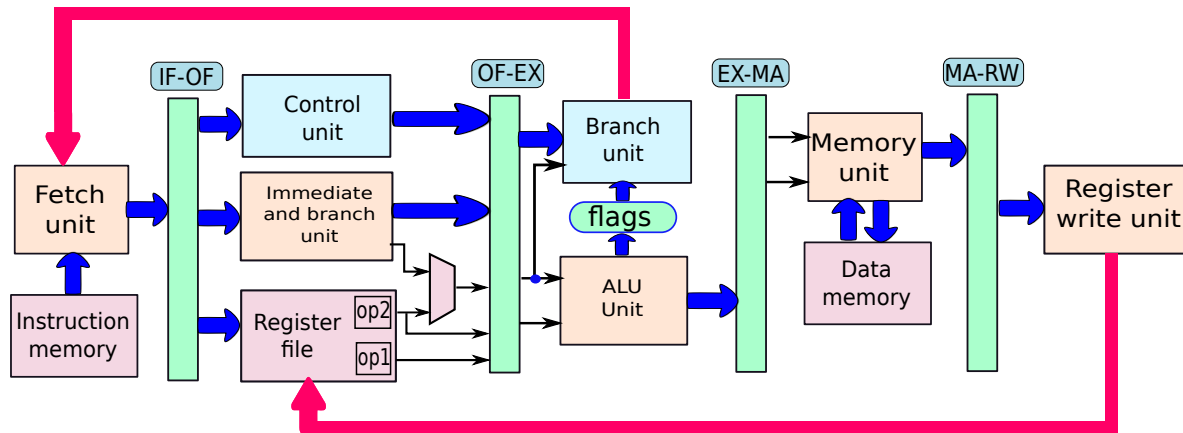 IF-OF
OF-EX
EX-MA
MA-RW
Control
unit
Branch
unit
Memory
unit
Fetch
unit
Immediate
and branch
unit
flags
Register
write unit
Instruction
memory
Register
file
op2
op1
ALU
Unit
Data
memory